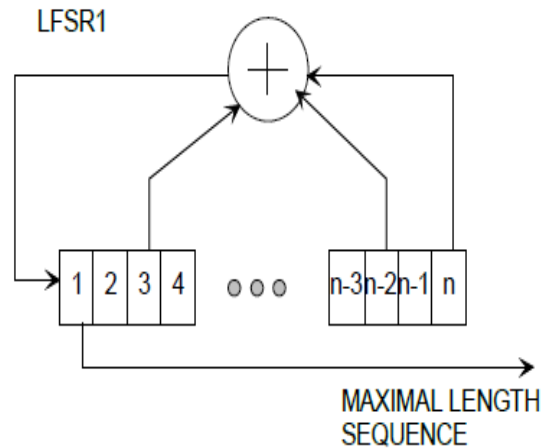 LFSR1
+
1 2 3 4 n-3 n-2 n-1 n
MAXIMAL LENGTH
SEQUENCE